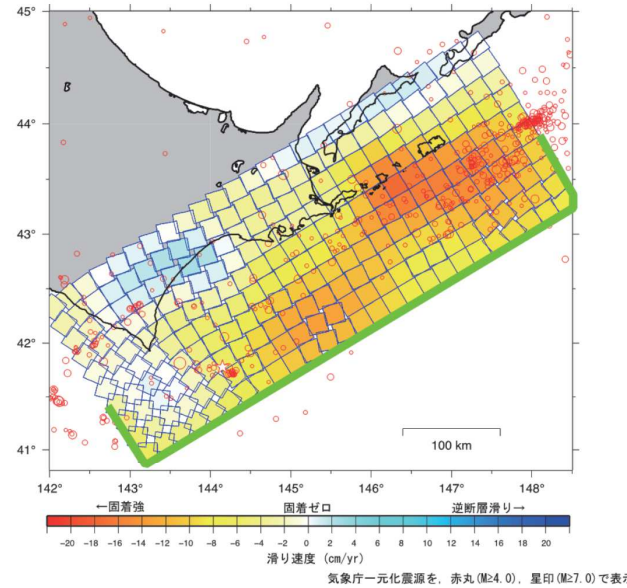 45°
44°
43°
42°
41°
100 km
142° 143° 144° 145° 146° 147° 148°
←固着強 固着ゼロ 逆断層滑り→
-20 -18 -16 -14 -12 -10 -8 -6 -4 -2 0 2 4 6 8 10 12 14 16 18 20
滑り速度 (cm/yr)
気象庁一元化震源を，赤丸(M≥4.0)，星印(M≥7.0)で表示